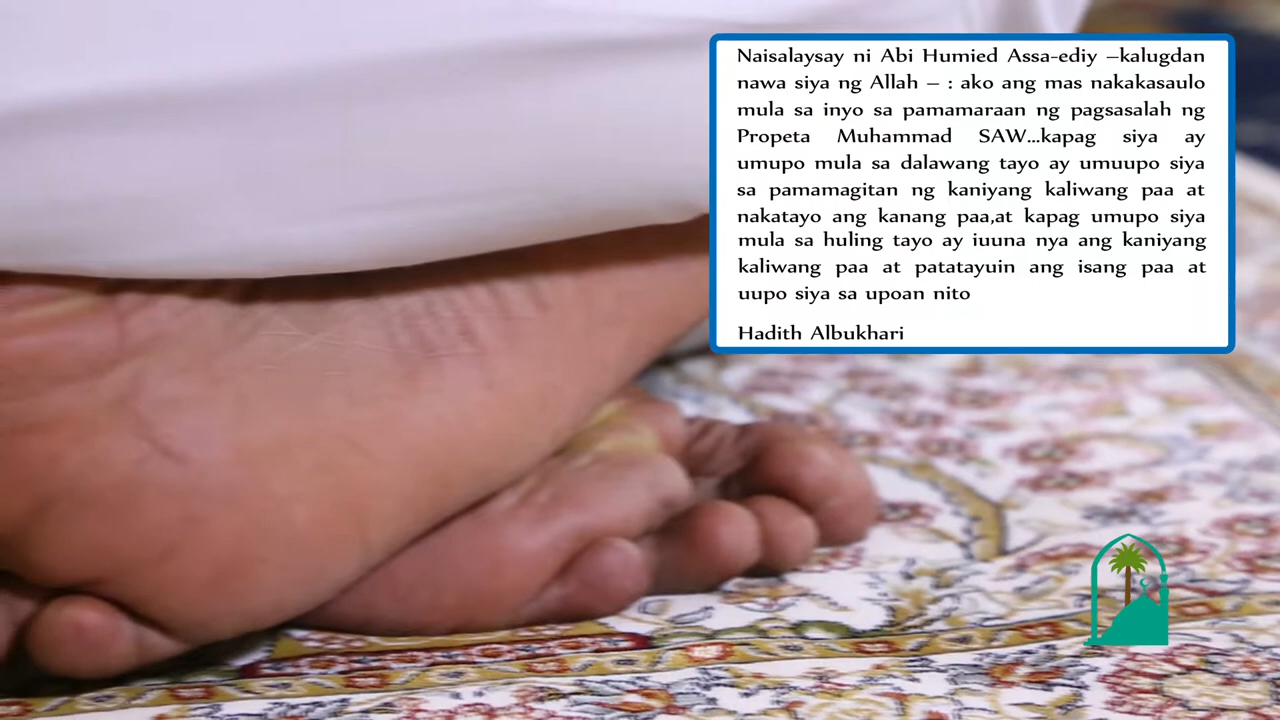 Naisalaysay ni Abi Humied Assa-ediy –kalugdan
nawa siya ng Allah – : ako ang mas nakakasaulo
mula sa inyo sa pamamaraan ng pagsasalah ng
Propeta Muhammad SAW...kapag siya ay
umupo mula sa dalawang tayo ay umuupo siya
sa pamamagitan ng kaniyang kaliwang paa at
nakatayo ang kanang paa,at kapag umupo siya
mula sa huling tayo ay iuuna nya ang kaniyang
kaliwang paa at patatayuin ang isang paa at
uupo siya sa upoan nito
Hadith Albukhari